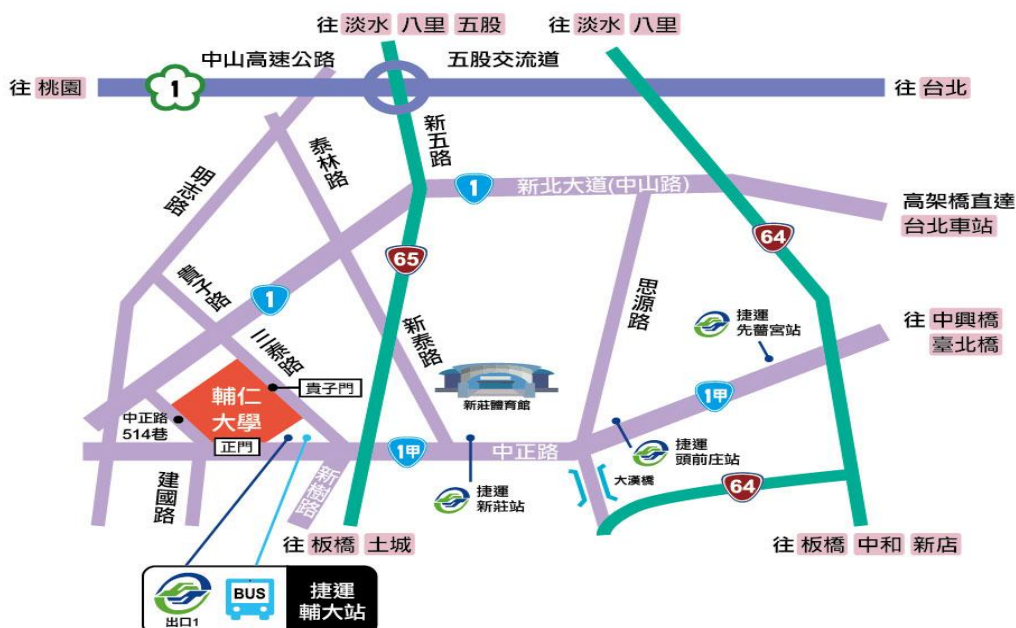 往 淡水 八里 五股
往 淡水 八里
中山高速公路
五股交流道
往 桃園
1
往 台北
新五路
泰林路
明志路
1
新北大道(中山路)
高架橋直達
台北車站
64
65
貴子路
1
思源路
捷運
先嗇宮站
往 中興橋
臺北橋
三泰路
新泰路
新莊體育館
1甲
輔仁
大學
貴子門
中正路
514巷
正門
1甲
中正路
捷運
頭前庄站
建國路
新樹路
捷運
新莊站
大漢橋
64
往 板橋 土城
往 板橋 中和 新店
出口1
BUS
捷運
輔大站